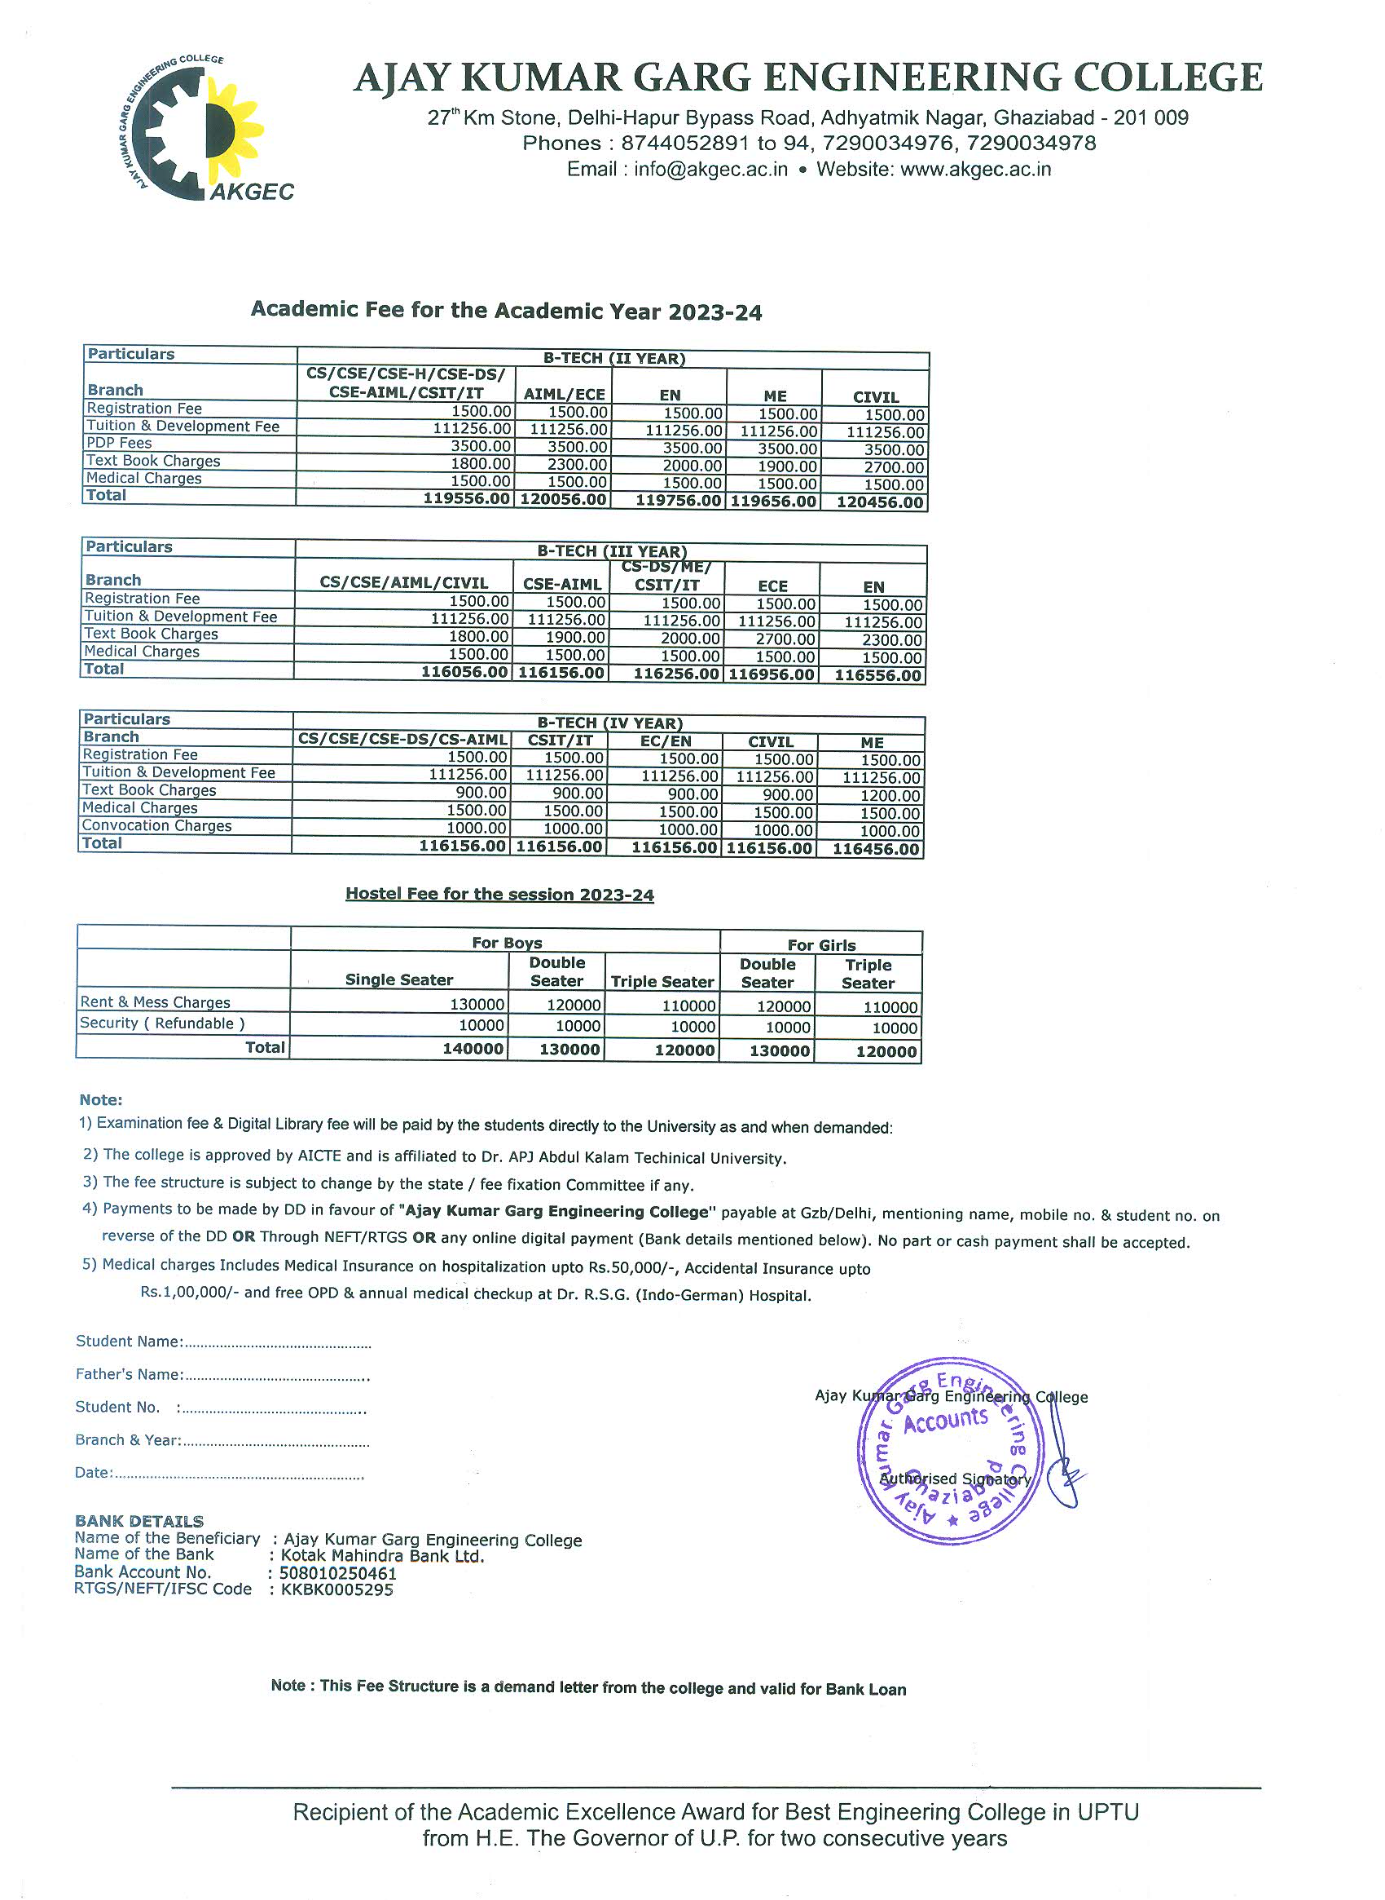 AJAY KUMAR GARG ENGINEERING COLLEGE
AKGEC
AJAY KUMAR GARG ENGINEERING COLLEGE
27th Km Stone, Delhi-Hapur Bypass Road, Adhyatmik Nagar, Ghaziabad - 201 009
Phones : 8744052891 to 94, 7290034976, 7290034978
Email : info@akgec.ac.in • Website: www.akgec.ac.in
Academic Fee for the Academic Year 2023-24
Particulars B-TECH (II YEAR)
CS/CSE/CSE-H/CSE-DS/
Branch CSE-AIML/CSIT/IT AIML/ECE EN ME CIVIL
Registration Fee 1500.00 1500.00 1500.00 1500.00 1500.00
Tuition & Development Fee 111256.00 111256.00 111256.00 111256.00 111256.00
PDP Fees 3500.00 3500.00 3500.00 3500.00 3500.00
Text Book Charges 1800.00 2300.00 2000.00 1900.00 2700.00
Medical Charges 1500.00 1500.00 1500.00 1500.00 1500.00
Total 119556.00 120056.00 119756.00 119656.00 120456.00
Particulars B-TECH (III YEAR)
CS-DS/ME/
Branch CS/CSE/AIML/CIVIL CSE-AIML CSIT/IT ECE EN
Registration Fee 1500.00 1500.00 1500.00 1500.00 1500.00
Tuition & Development Fee 111256.00 111256.00 111256.00 111256.00 111256.00
Text Book Charges 1800.00 1900.00 2000.00 2700.00 2300.00
Medical Charges 1500.00 1500.00 1500.00 1500.00 1500.00
Total 116056.00 116156.00 116256.00 116956.00 116556.00
Particulars B-TECH (IV YEAR)
Branch CS/CSE/CSE-DS/CS-AIML CSIT/IT EC/EN CIVIL ME
Registration Fee 1500.00 1500.00 1500.00 1500.00 1500.00
Tuition & Development Fee 111256.00 111256.00 111256.00 111256.00 111256.00
Text Book Charges 900.00 900.00 900.00 900.00 1200.00
Medical Charges 1500.00 1500.00 1500.00 1500.00 1500.00
Convocation Charges 1000.00 1000.00 1000.00 1000.00 1000.00
Total 116156.00 116156.00 116156.00 116156.00 116456.00
Hostel Fee for the session 2023-24
For Boys For Girls
Double Double Triple
Single Seater Seater Triple Seater Seater Seater
Rent & Mess Charges 130000 120000 110000 120000 110000
Security ( Refundable ) 10000 10000 10000 10000 10000
Total 140000 130000 120000 130000 120000
Note:
1) Examination fee & Digital Library fee will be paid by the students directly to the University as and when demanded:
2) The college is approved by AICTE and is affiliated to Dr. APJ Abdul Kalam Techinical University.
3) The fee structure is subject to change by the state / fee fixation Committee if any.
4) Payments to be made by DD in favour of "Ajay Kumar Garg Engineering College" payable at Gzb/Delhi, mentioning name, mobile no. & student no. on
reverse of the DD OR Through NEFT/RTGS OR any online digital payment (Bank details mentioned below). No part or cash payment shall be accepted.
5) Medical charges Includes Medical Insurance on hospitalization upto Rs.50,000/-, Accidental Insurance upto
Rs.1,00,000/- and free OPD & annual medical checkup at Dr. R.S.G. (Indo-German) Hospital.
Student Name:................................................
Father's Name:................................................
Student No. :................................................
Branch & Year:................................................
Date:................................................
Ajay Kumar Garg Engineering College
Authorised Signatory
Ajay Kumar Garg Engineering College
Accounts
Ghaziabad
BANK DETAILS
Name of the Beneficiary : Ajay Kumar Garg Engineering College
Name of the Bank : Kotak Mahindra Bank Ltd.
Bank Account No. : 508010250461
RTGS/NEFT/IFSC Code : KKBK0005295
Note : This Fee Structure is a demand letter from the college and valid for Bank Loan
Recipient of the Academic Excellence Award for Best Engineering College in UPTU
from H.E. The Governor of U.P. for two consecutive years